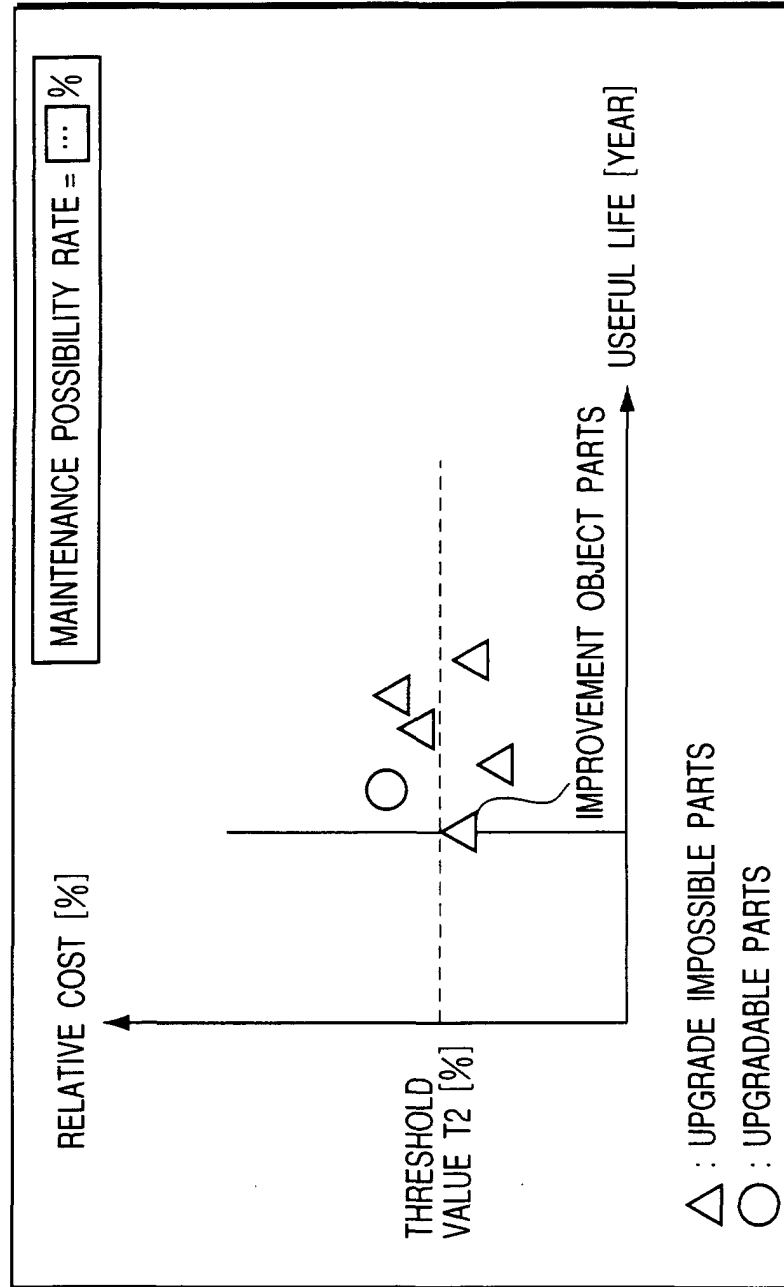 MAINTENANCE POSSIBILITY RATE = ... %
RELATIVE COST [%]
THRESHOLD
VALUE T2 [%]
IMPROVEMENT OBJECT PARTS
USEFUL LIFE [YEAR]
△ : UPGRADE IMPOSSIBLE PARTS
○ : UPGRADABLE PARTS